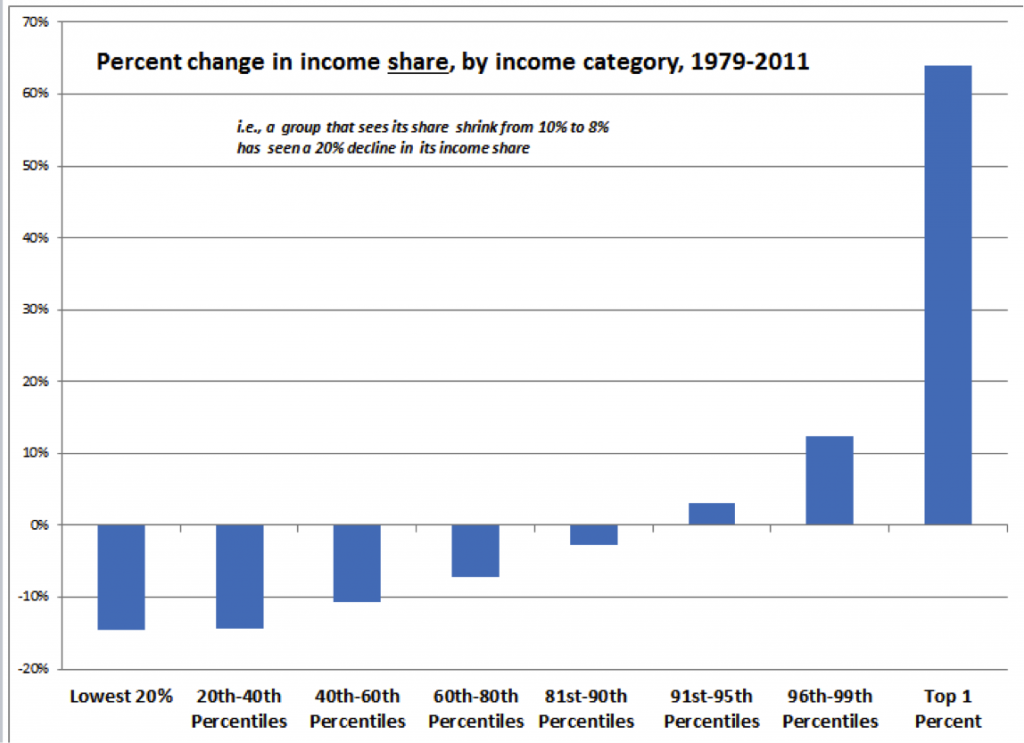 70%
Percent change in income share, by income category, 1979-2011
60%
i.e., a group that sees its share shrink from 10% to 8%
has seen a 20% decline in its income share
50%
40%
30%
20%
10%
0%
-10%
-20%
Lowest 20%
20th-40th
Percentiles
40th-60th
Percentiles
60th-80th
Percentiles
81st-90th
Percentiles
91st-95th
Percentiles
96th-99th
Percentiles
Top 1
Percent